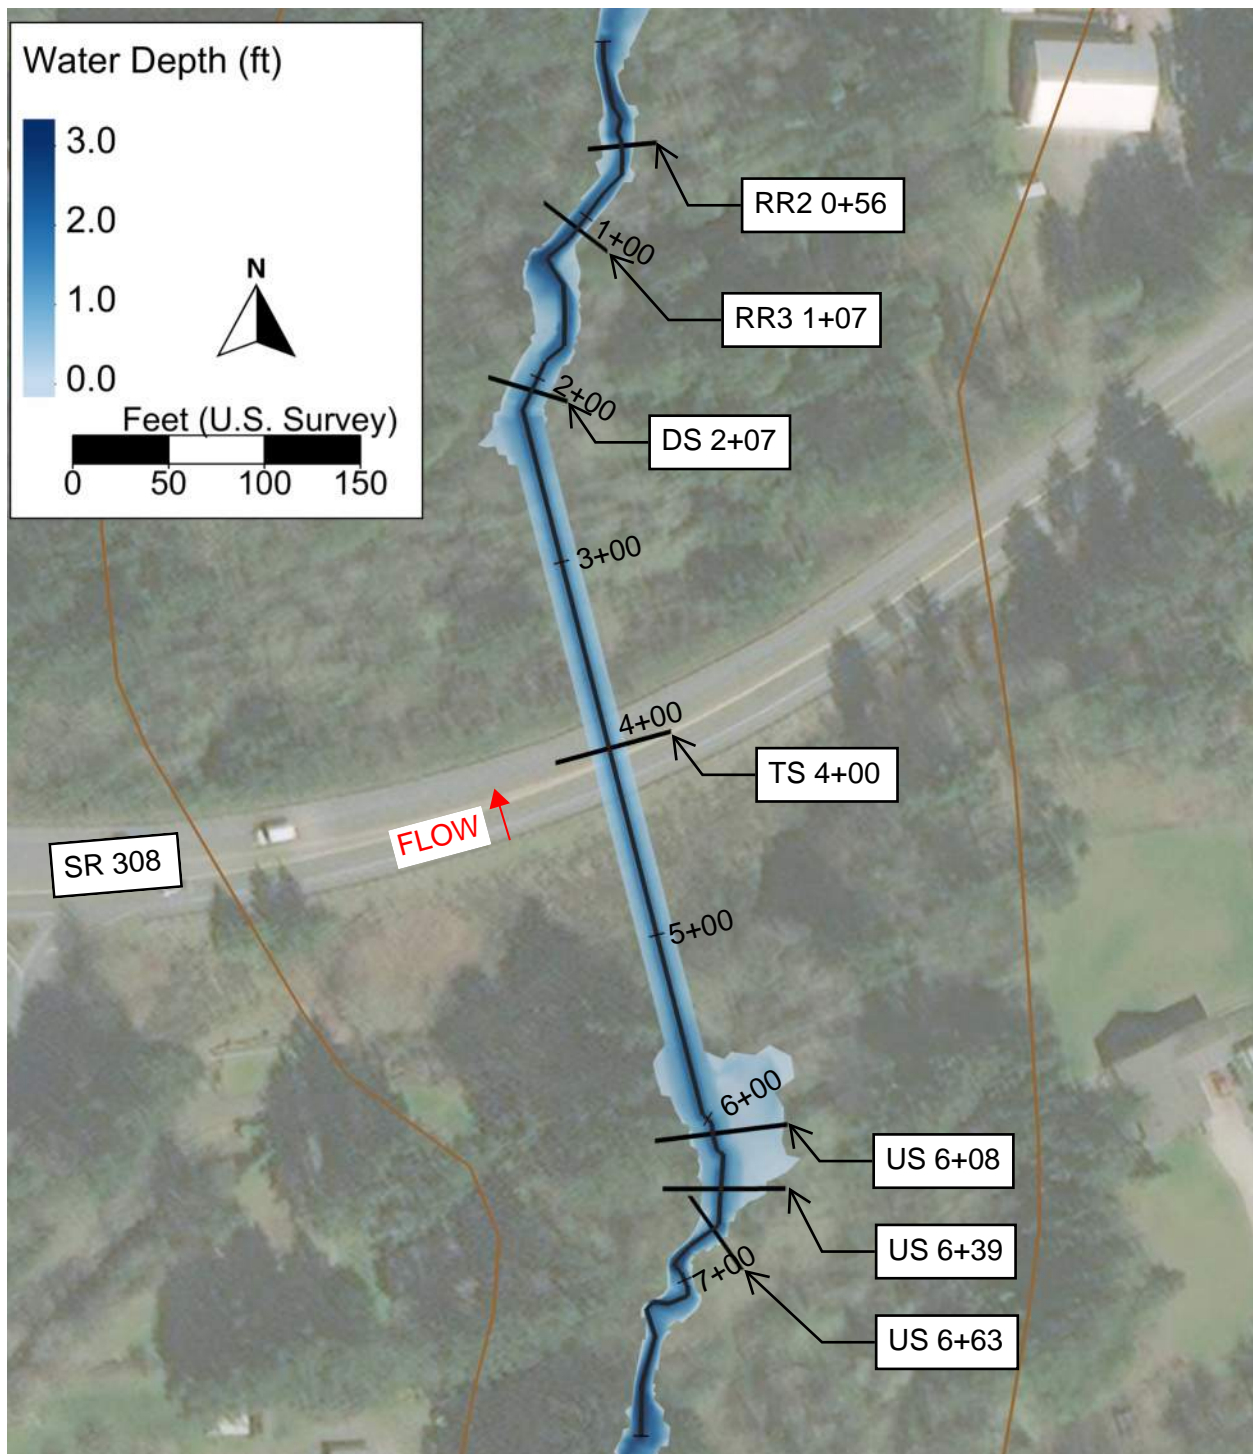 Water Depth (ft)
3.0
2.0
1.0
0.0
N
Feet (U.S. Survey)
0 50 100 150
RR2 0+56
1+00
RR3 1+07
2+00
DS 2+07
3+00
4+00
TS 4+00
FLOW
SR 308
5+00
6+00
US 6+08
US 6+39
7+00
US 6+63